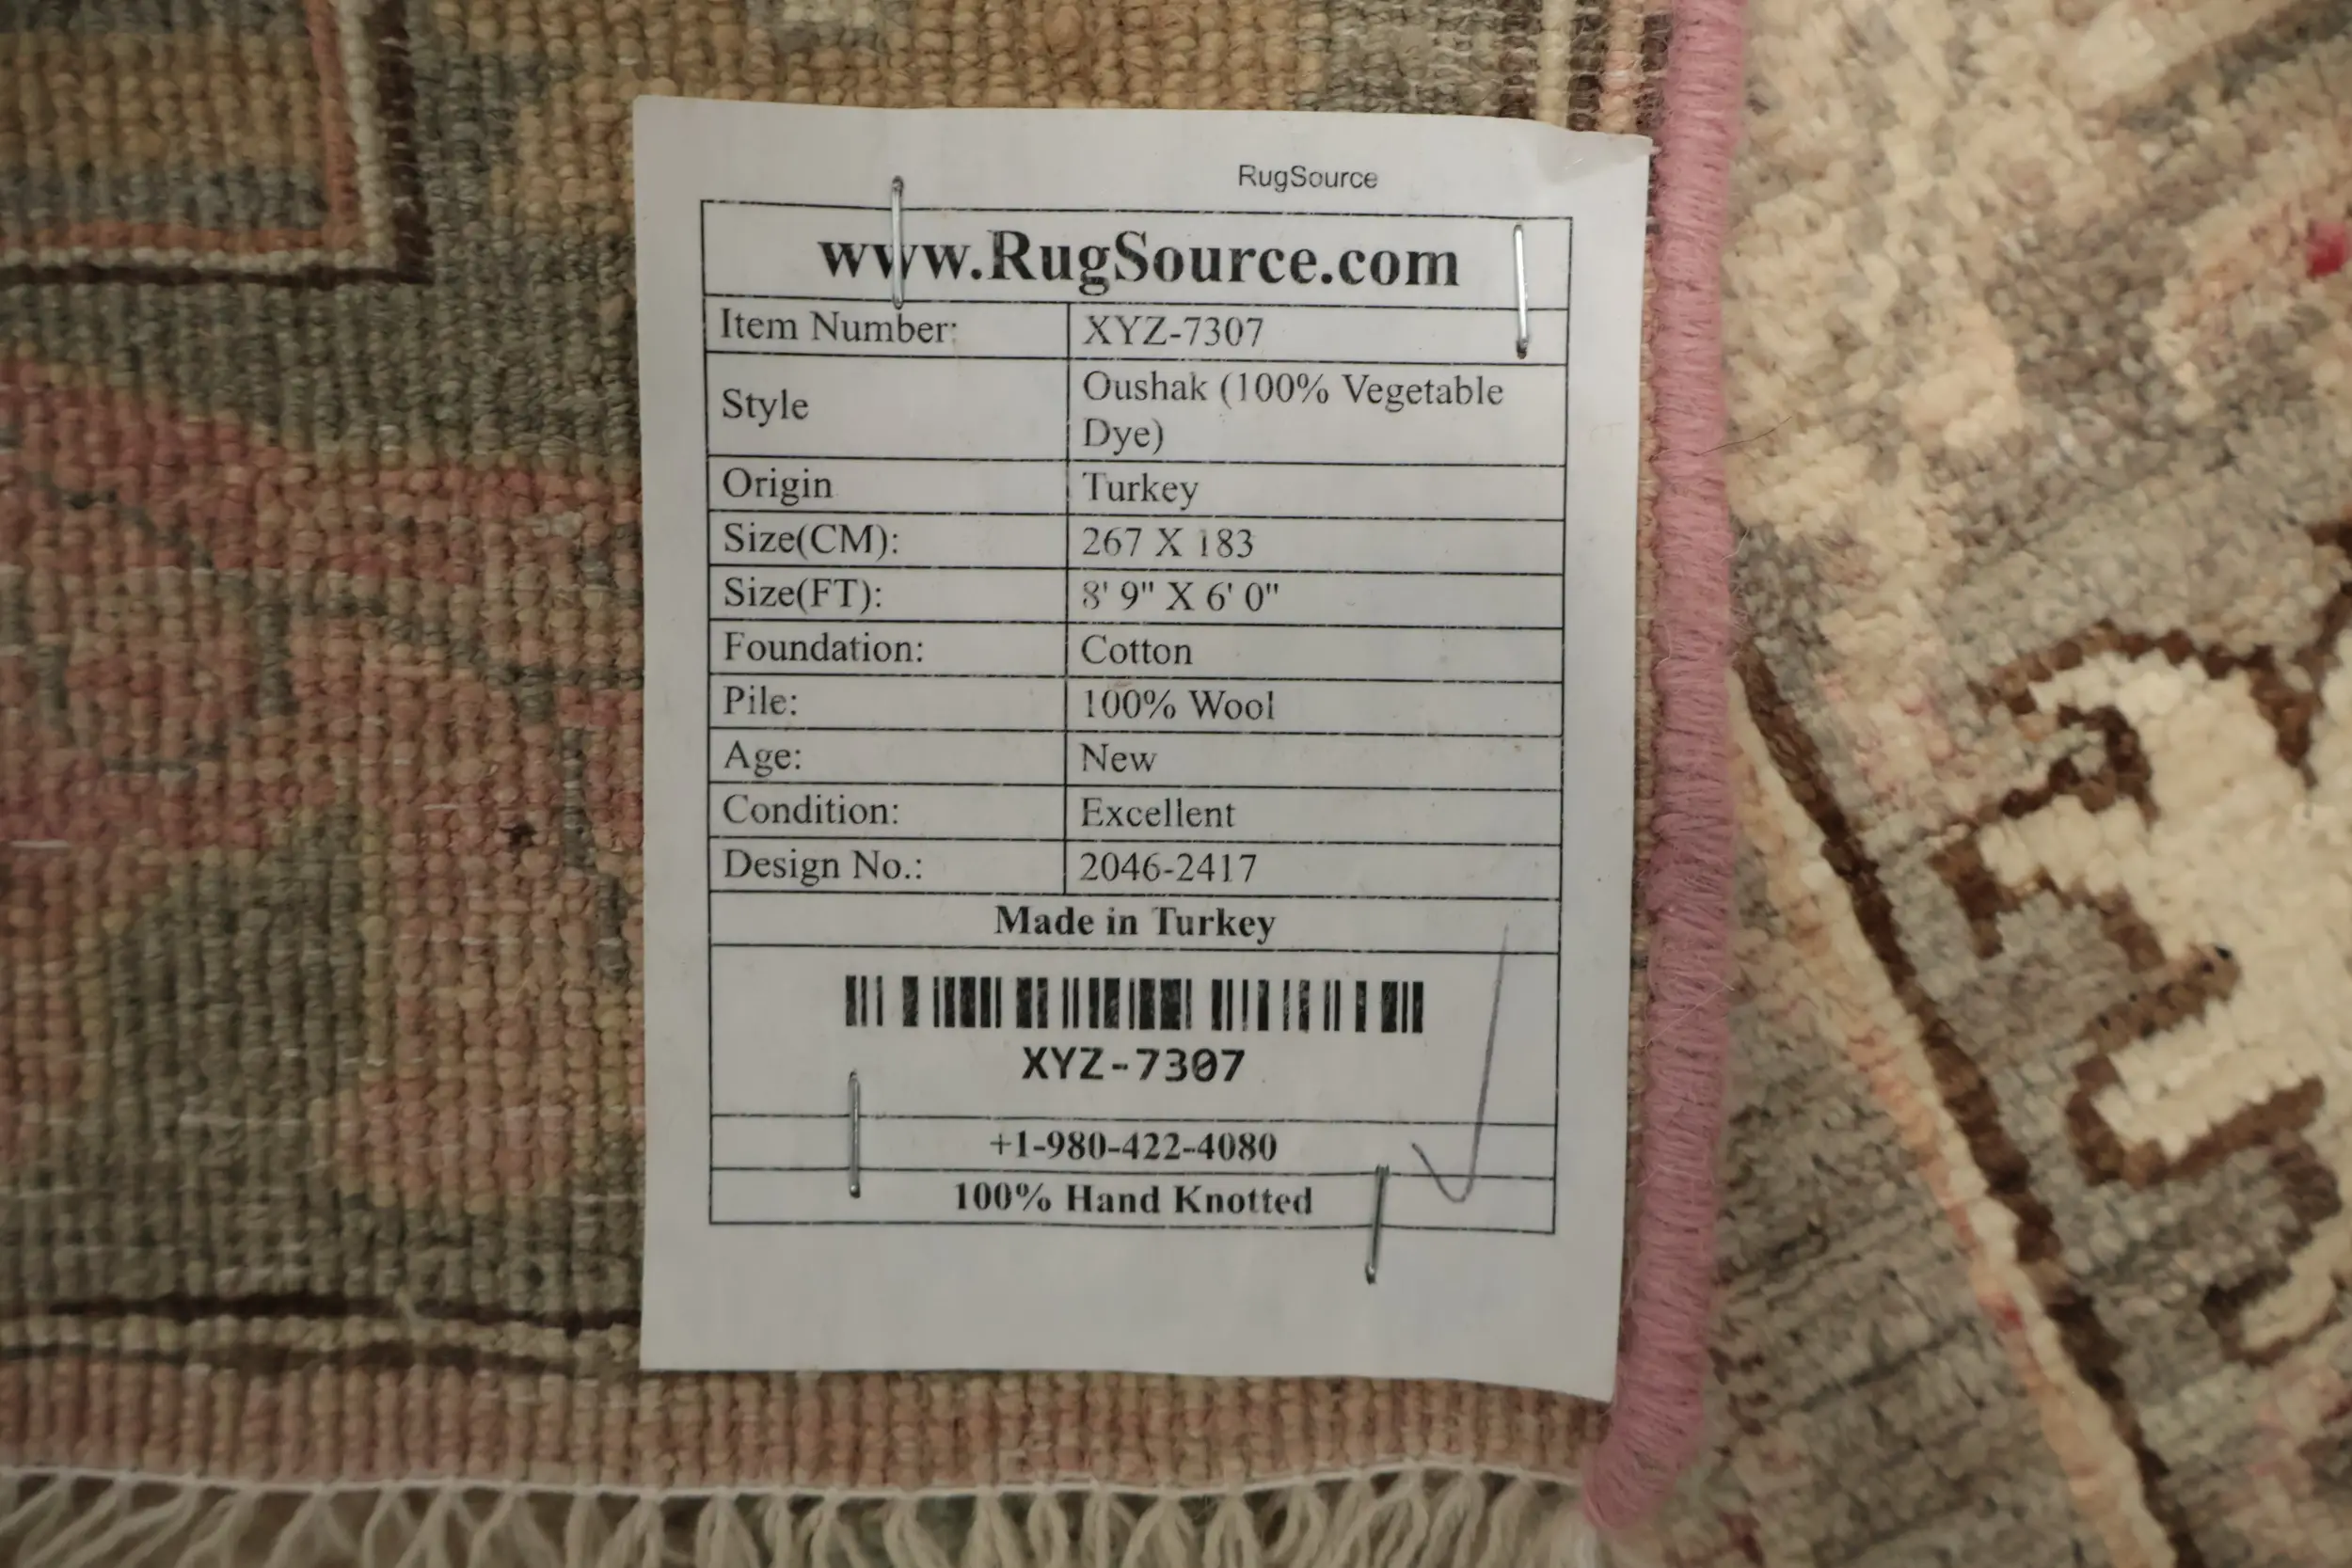 RugSource
www.RugSource.com
Item Number: XYZ-7307
Style Oushak (100% Vegetable
Dye)
Origin Turkey
Size(CM): 267 X 183
Size(FT): 8' 9" X 6' 0"
Foundation: Cotton
Pile: 100% Wool
Age: New
Condition: Excellent
Design No.: 2046-2417
Made in Turkey
XYZ-7307
+1-980-422-4080
100% Hand Knotted